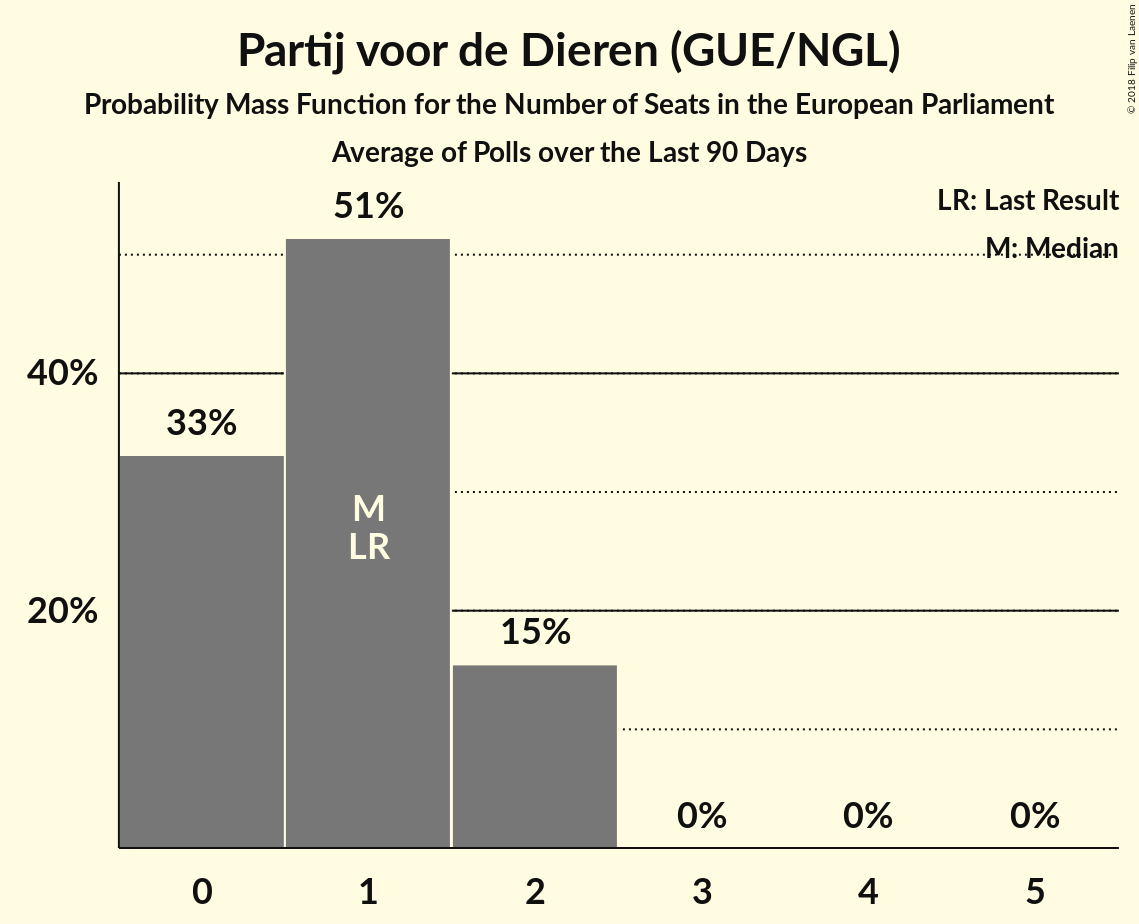 Partij voor de Dieren (GUE/NGL)
Probability Mass Function for the Number of Seats in the European Parliament
Average of Polls over the Last 90 Days
© 2018 Filip van Laenen
LR: Last Result
M: Median
51%
40%
33%
M
LR
20%
15%
0% 0% 0%
0 1 2 3 4 5